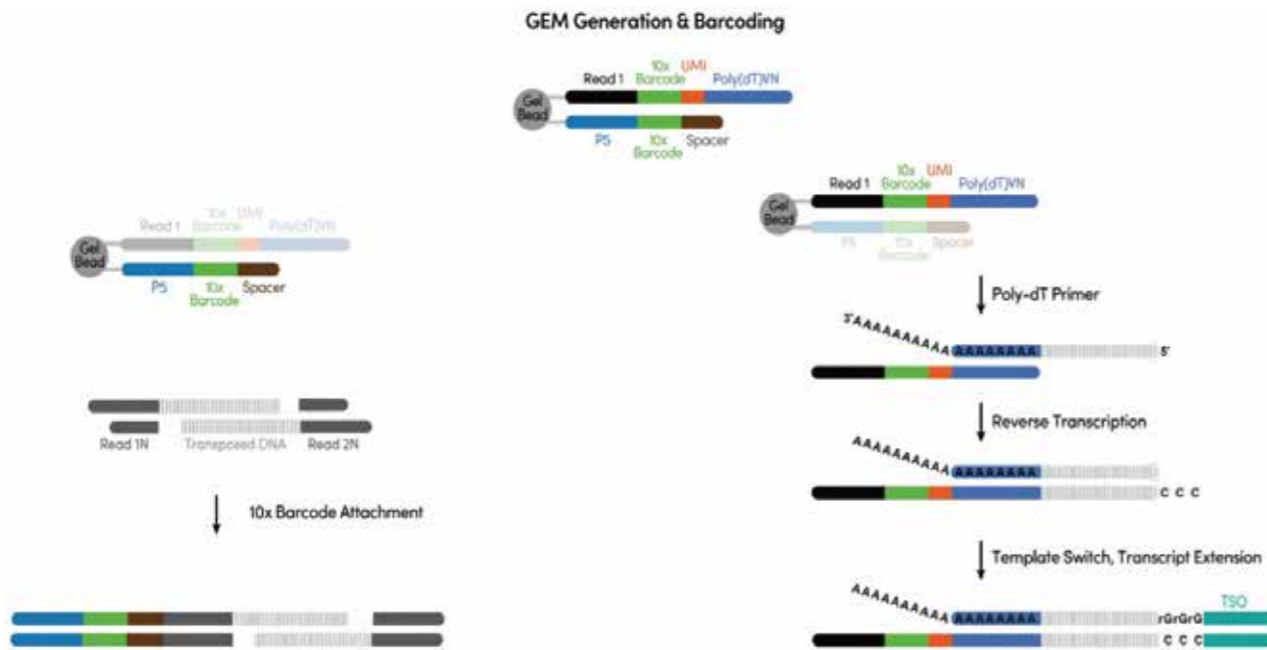 GEM Generation & Barcoding
10x UMI
Read 1 Barcode Poly(dT)VN
Gel
Bead
P5 10x Spacer
Barcode
10x UMI
Read 1 Barcode Poly(dT)VN
Gel
Bead
P5 10x Spacer
Barcode
10x UMI
Read 1 Barcode Poly(dT)VN
Gel
Bead
P5 10x Spacer
Barcode
Poly-dT Primer
3'AAAAAAAAAA AAAAAAAA 5'
Read 1N Transposed DNA Read 2N
Reverse Transcription
AAAAAAAAAA AAAAAAAA
C C C
10x Barcode Attachment
Template Switch, Transcript Extension
TSO
AAAAAAAAAA AAAAAAAA rGrGrG
C C C